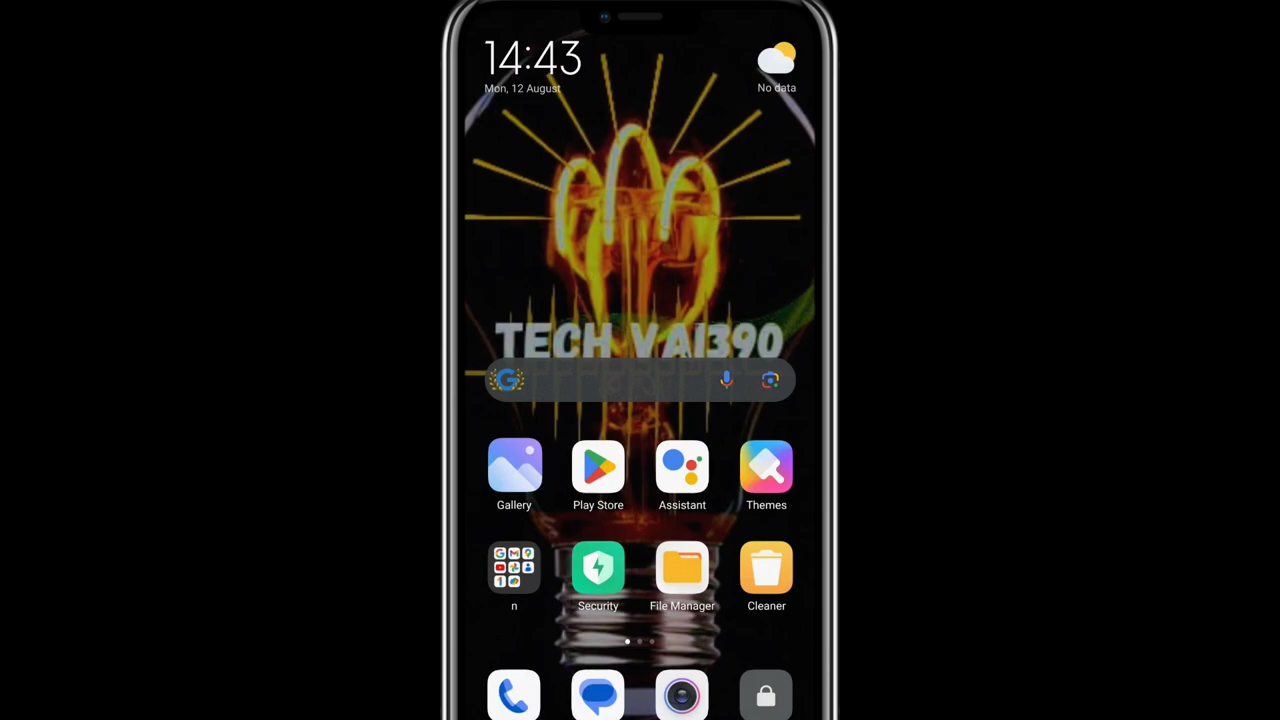 14:43
Mon, 12 August
No data
TECH VAI390
Gallery
Play Store
Assistant
Themes
n
Security
File Manager
Cleaner